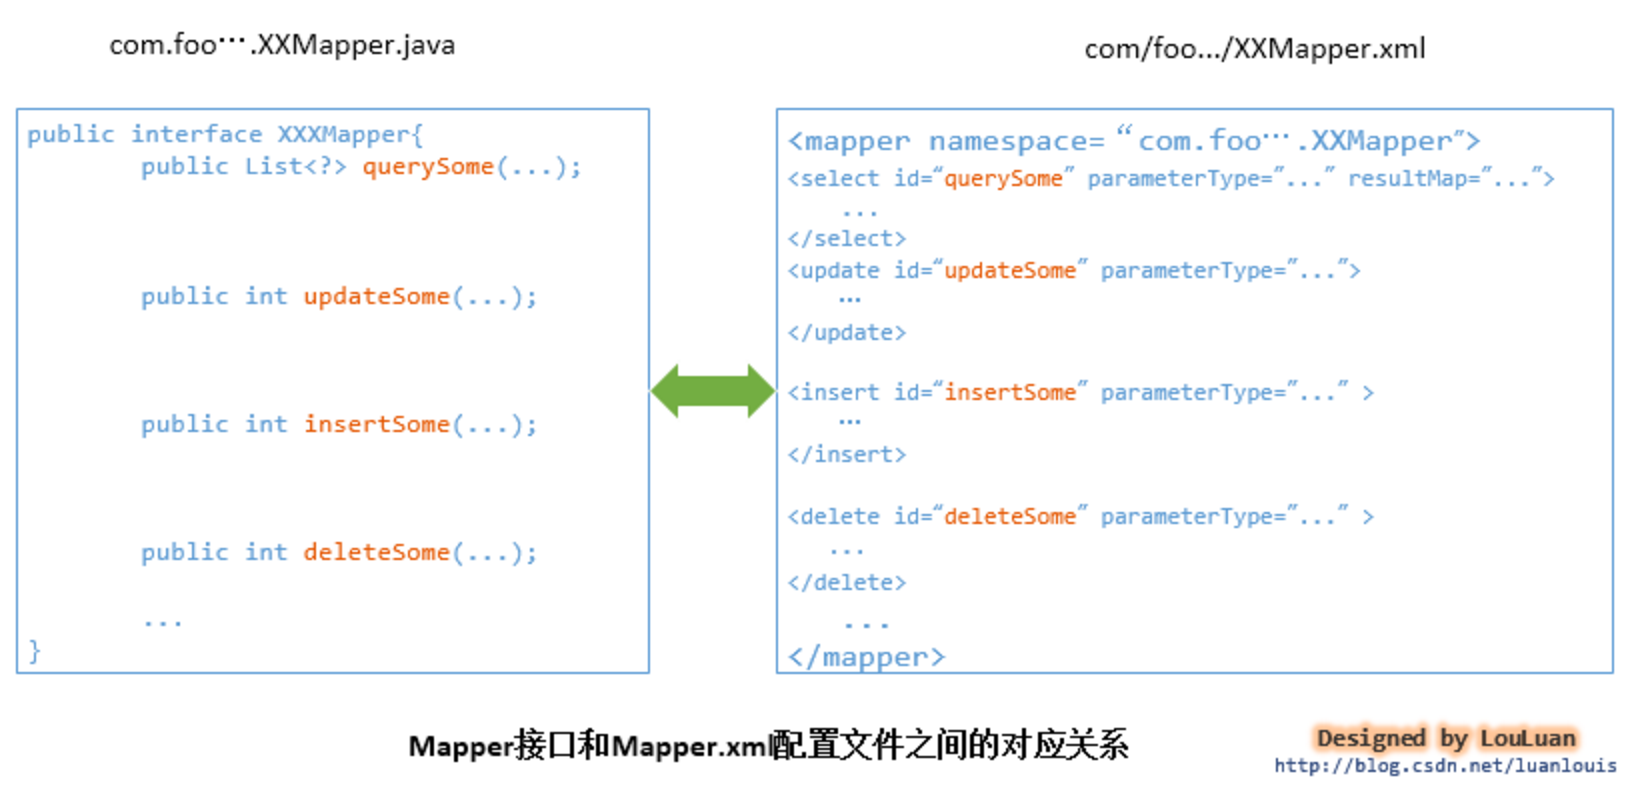 com.foo···.XXMapper.java
com/foo.../XXMapper.xml
public interface XXXMapper{
public List<?> querySome(...);
public int updateSome(...);
public int insertSome(...);
public int deleteSome(...);
...
}
<mapper namespace=“com.foo···.XXMapper”>
<select id=“querySome” parameterType=”...” resultMap=”...”>
...
</select>
<update id=“updateSome” parameterType=”...”>
...
</update>
<insert id=“insertSome” parameterType=”...” >
...
</insert>
<delete id=“deleteSome” parameterType=”...” >
...
</delete>
...
</mapper>
Mapper接口和Mapper.xml配置文件之间的对应关系
Designed by LouLuan
http://blog.csdn.net/luanlouis